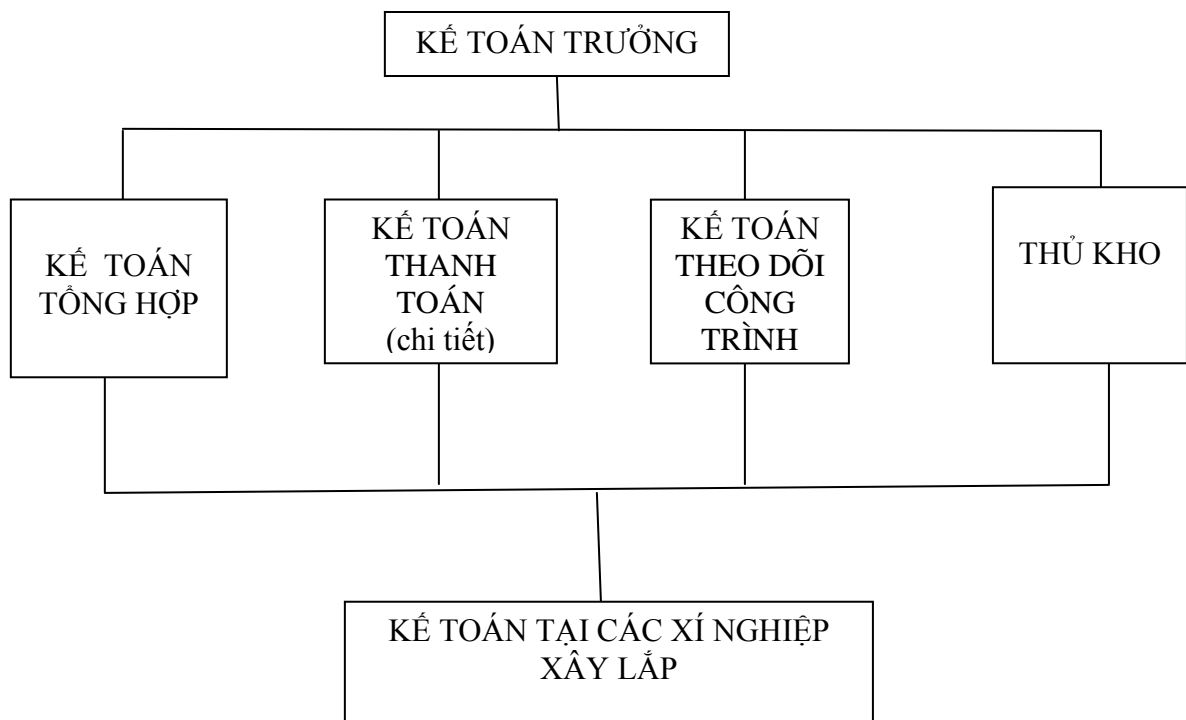 KẾ TOÁN TRƯỞNG
KẾ TOÁN
TỔNG HỢP
KẾ TOÁN
THANH
TOÁN
(chi tiết)
KẾ TOÁN
THEO DÕI
CÔNG
TRÌNH
THỦ KHO
KẾ TOÁN TẠI CÁC XÍ NGHIỆP
XÂY LẮP